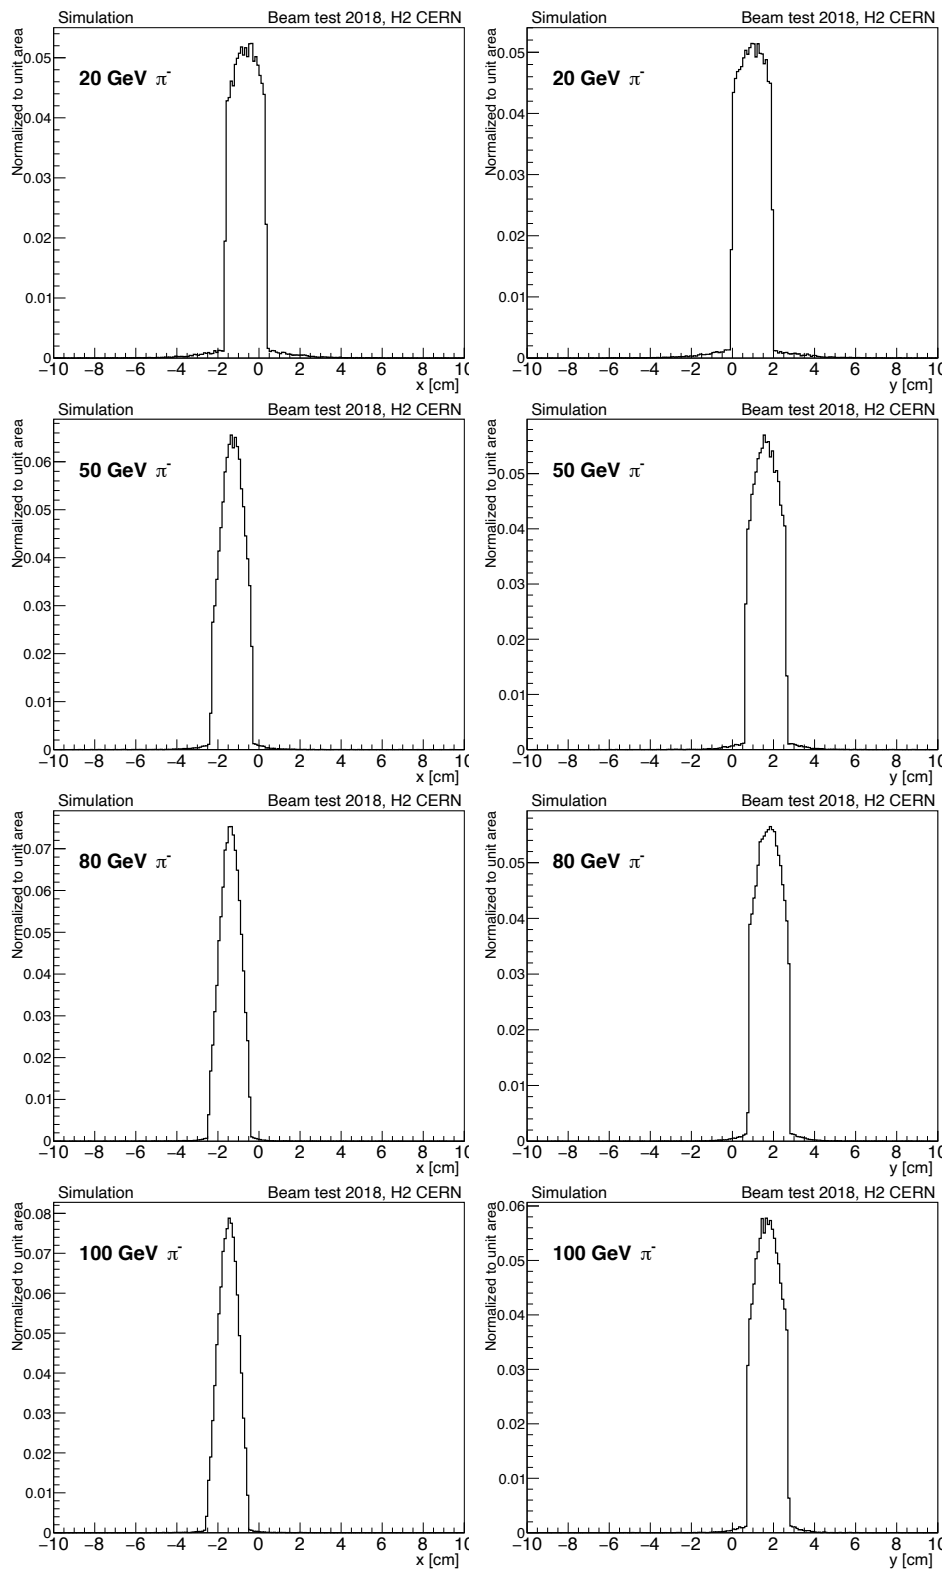 Simulation Beam test 2018, H2 CERN
Normalized to unit area
20 GeV π-
0.05
0.04
0.03
0.02
0.01
0
−10 −8 −6 −4 −2 0 2 4 6 8 10
x [cm]
Simulation Beam test 2018, H2 CERN
Normalized to unit area
20 GeV π-
0.05
0.04
0.03
0.02
0.01
0
−10 −8 −6 −4 −2 0 2 4 6 8 10
y [cm]
Simulation Beam test 2018, H2 CERN
Normalized to unit area
50 GeV π-
0.06
0.05
0.04
0.03
0.02
0.01
0
−10 −8 −6 −4 −2 0 2 4 6 8 10
x [cm]
Simulation Beam test 2018, H2 CERN
Normalized to unit area
50 GeV π-
0.05
0.04
0.03
0.02
0.01
0
−10 −8 −6 −4 −2 0 2 4 6 8 10
y [cm]
Simulation Beam test 2018, H2 CERN
Normalized to unit area
80 GeV π-
0.07
0.06
0.05
0.04
0.03
0.02
0.01
0
−10 −8 −6 −4 −2 0 2 4 6 8 10
x [cm]
Simulation Beam test 2018, H2 CERN
Normalized to unit area
80 GeV π-
0.05
0.04
0.03
0.02
0.01
0
−10 −8 −6 −4 −2 0 2 4 6 8 10
y [cm]
Simulation Beam test 2018, H2 CERN
Normalized to unit area
100 GeV π-
0.08
0.07
0.06
0.05
0.04
0.03
0.02
0.01
0
−10 −8 −6 −4 −2 0 2 4 6 8 10
x [cm]
Simulation Beam test 2018, H2 CERN
Normalized to unit area
100 GeV π-
0.06
0.05
0.04
0.03
0.02
0.01
0
−10 −8 −6 −4 −2 0 2 4 6 8 10
y [cm]